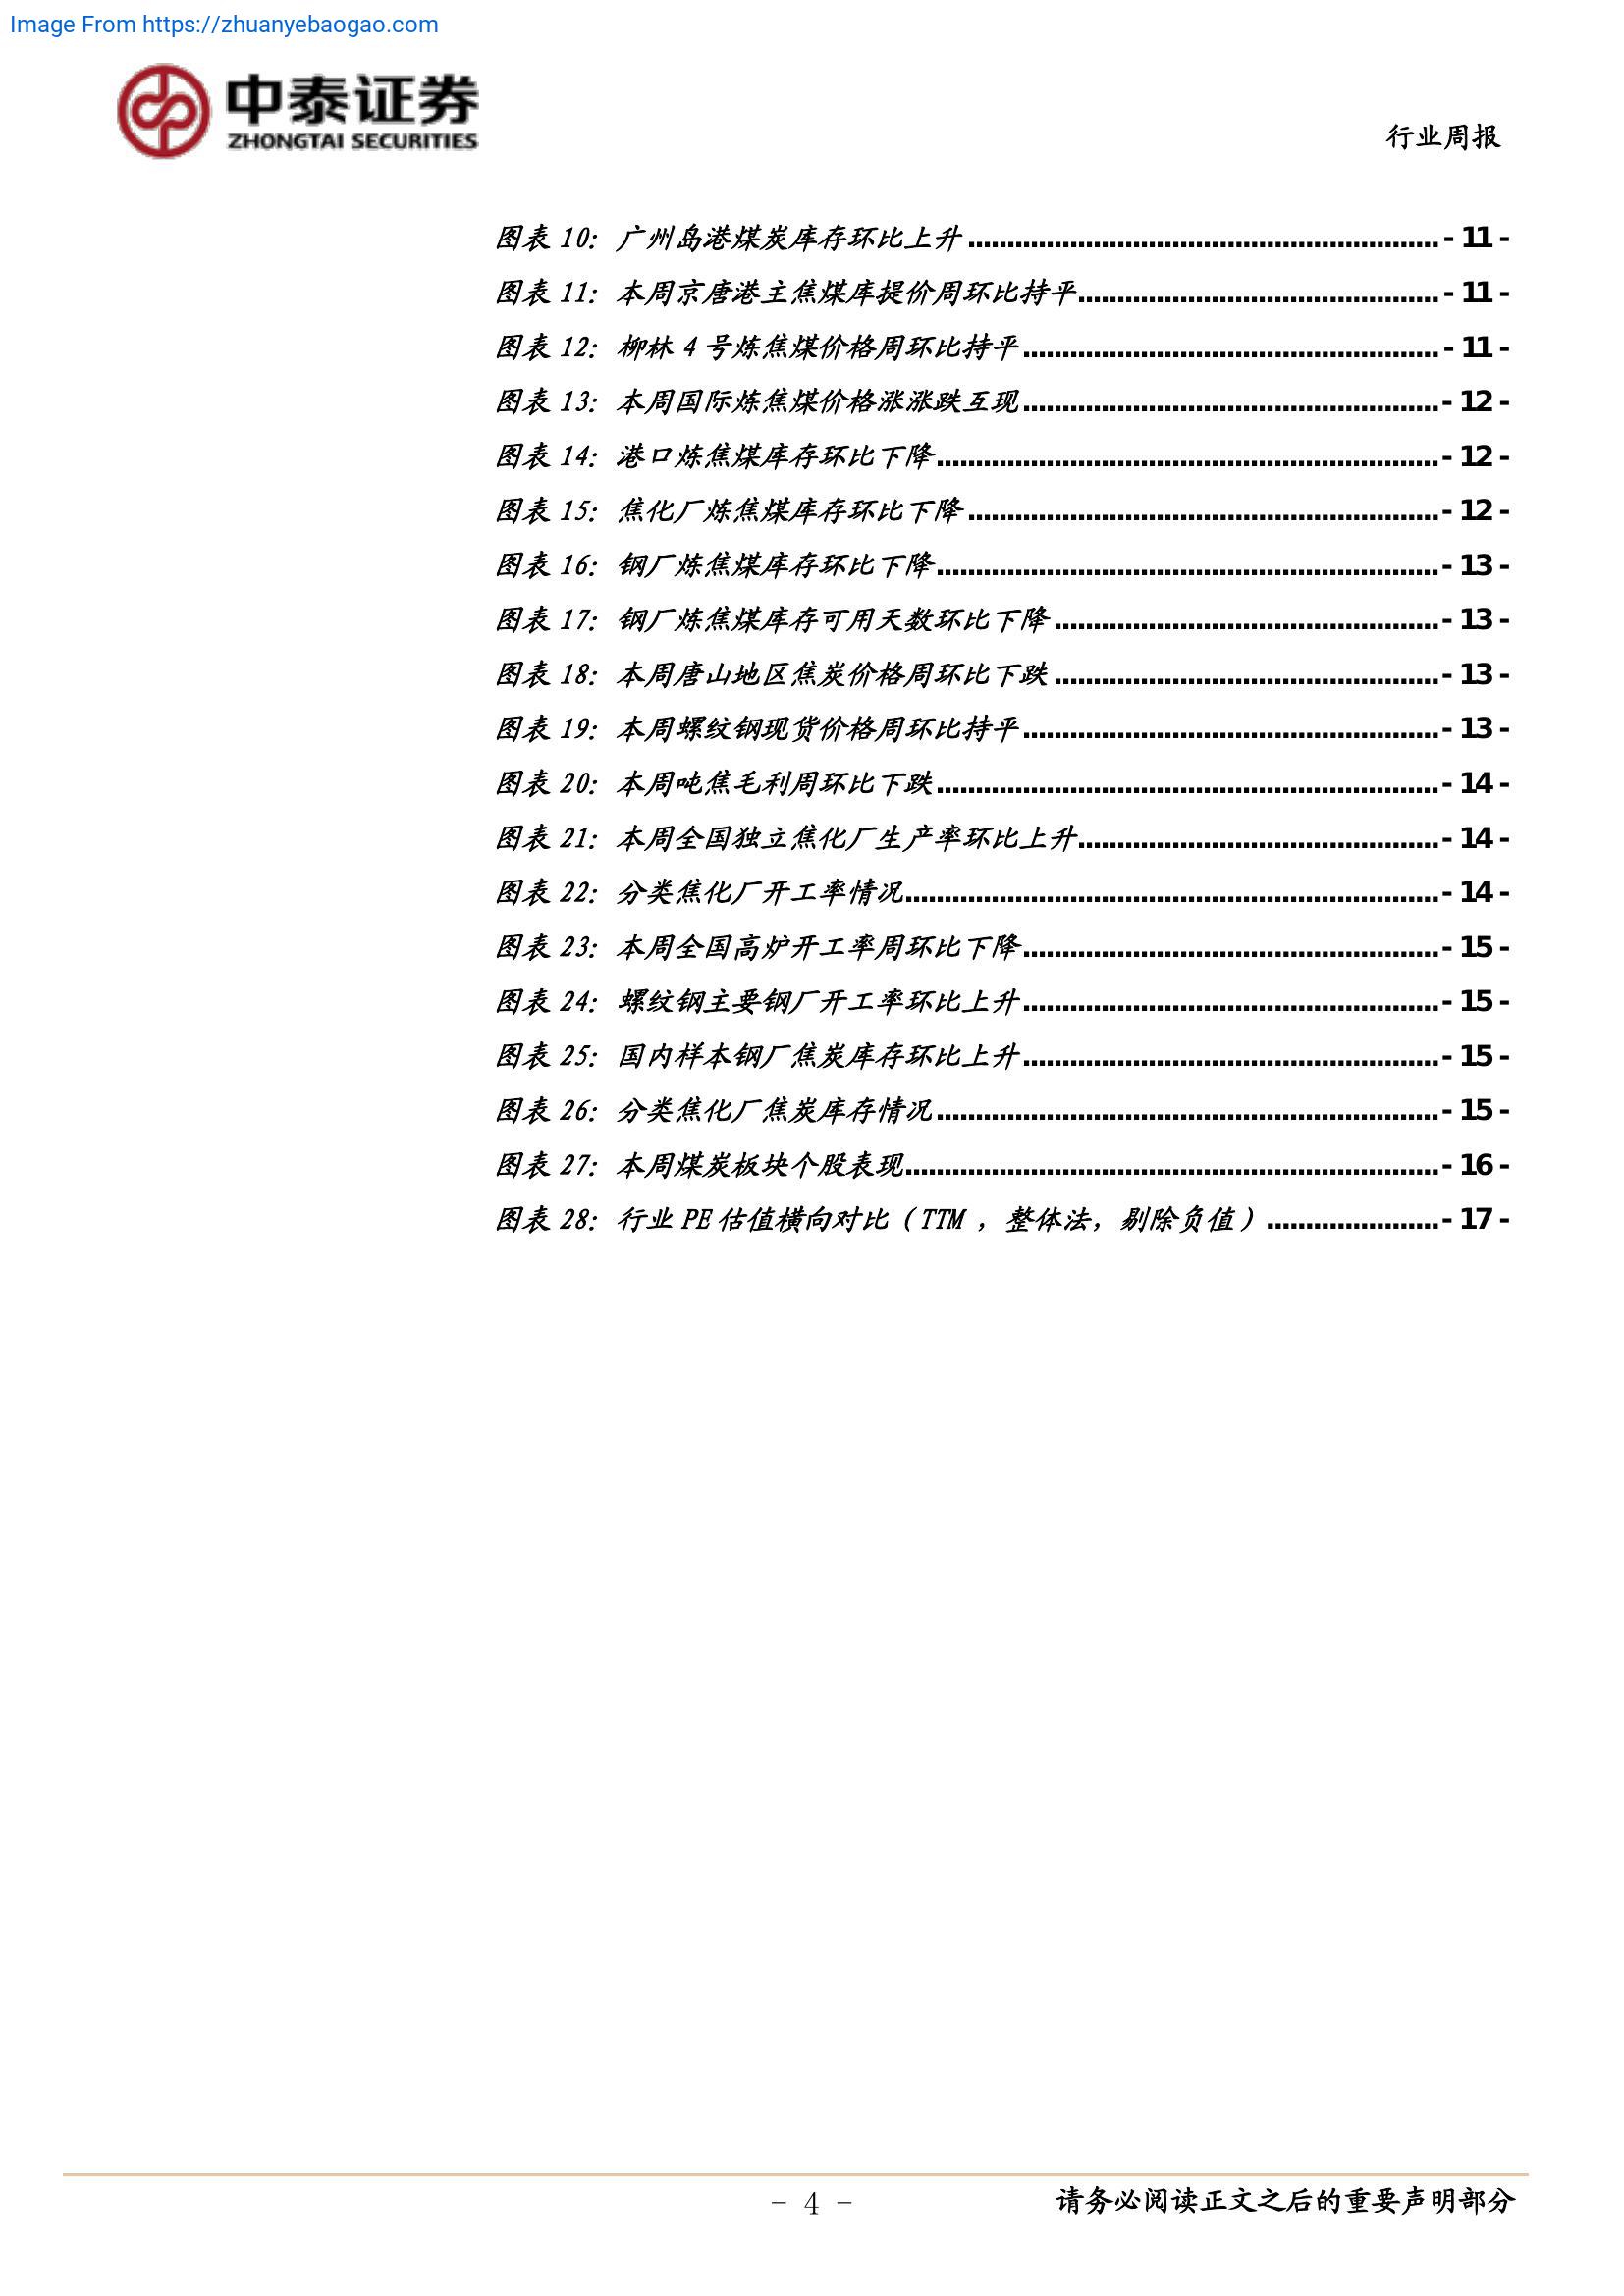 Image From https://zhuanyebaogao.com
中泰证券
ZHONGTAI SECURITIES
行业周报
图表 10：广州岛港煤炭库存环比上升 ........................................................... - 11 -
图表 11：本周京唐港主焦煤库提价周环比持平............................................. - 11 -
图表 12：柳林 4 号炼焦煤价格周环比持平 .................................................... - 11 -
图表 13：本周国际炼焦煤价格涨涨跌互现 .................................................... - 12 -
图表 14：港口炼焦煤库存环比下降............................................................... - 12 -
图表 15：焦化厂炼焦煤库存环比下降 ........................................................... - 12 -
图表 16：钢厂炼焦煤库存环比下降............................................................... - 13 -
图表 17：钢厂炼焦煤库存可用天数环比下降 ................................................ - 13 -
图表 18：本周唐山地区焦炭价格周环比下跌 ................................................ - 13 -
图表 19：本周螺纹钢现货价格周环比持平 .................................................... - 13 -
图表 20：本周吨焦毛利周环比下跌 ............................................................... - 14 -
图表 21：本周全国独立焦化厂生产率环比上升............................................. - 14 -
图表 22：分类焦化厂开工率情况................................................................... - 14 -
图表 23：本周全国高炉开工率周环比下降.................................................... - 15 -
图表 24：螺纹钢主要钢厂开工率环比上升 .................................................... - 15 -
图表 25：国内样本钢厂焦炭库存环比上升 .................................................... - 15 -
图表 26：分类焦化厂焦炭库存情况 ............................................................... - 15 -
图表 27：本周煤炭板块个股表现................................................................... - 16 -
图表 28：行业 PE 估值横向对比（TTM ，整体法，剔除负值） ...................... - 17 -
- 4 -
请务必阅读正文之后的重要声明部分